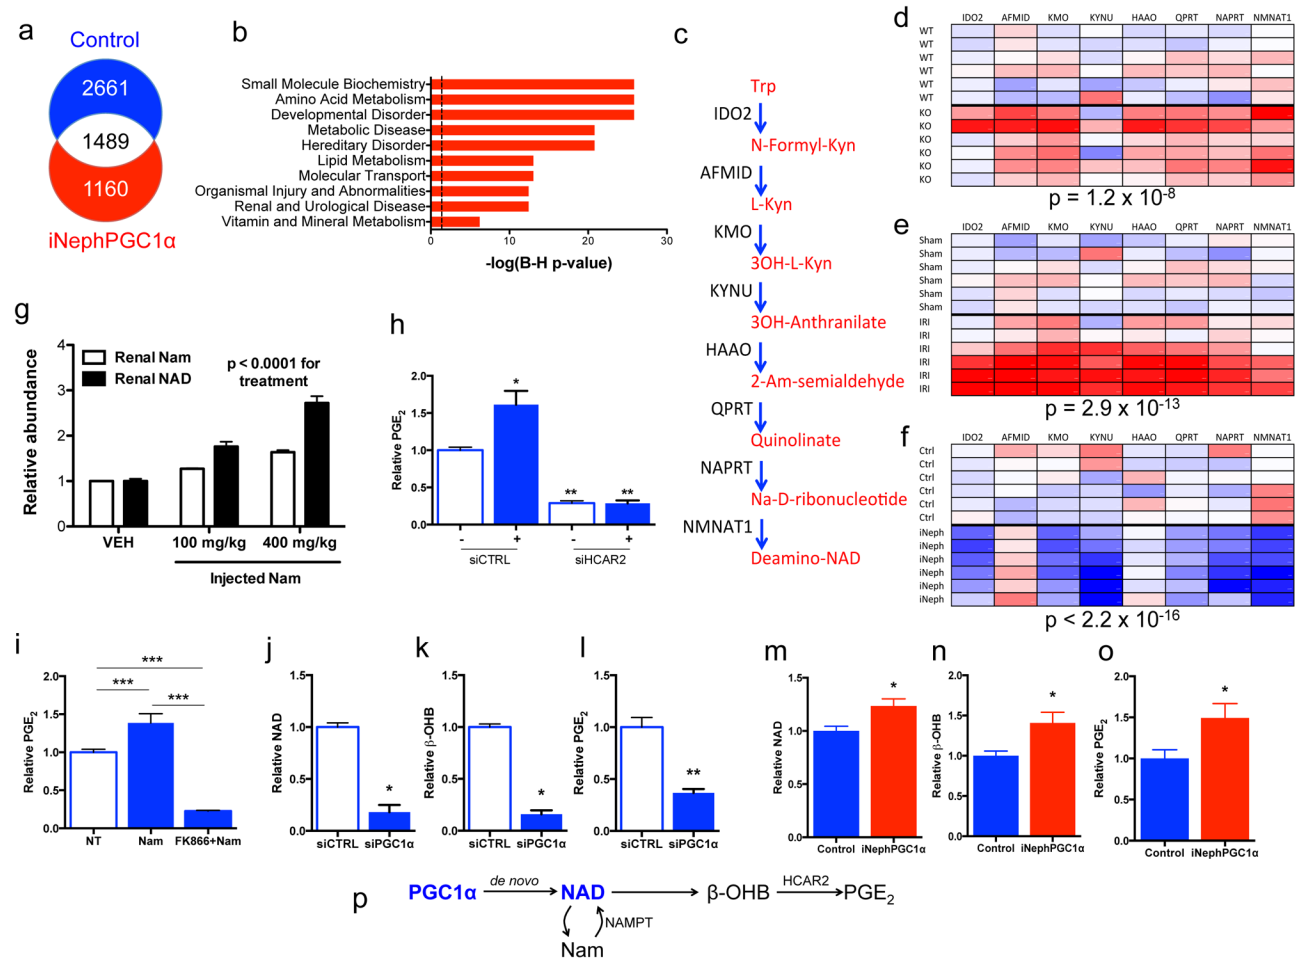 a
Control
2661
1489
1160
iNephPGC1α
b
Small Molecule Biochemistry
Amino Acid Metabolism
Developmental Disorder
Metabolic Disease
Hereditary Disorder
Lipid Metabolism
Molecular Transport
Organismal Injury and Abnormalities
Renal and Urological Disease
Vitamin and Mineral Metabolism
0 10 20 30
-log(B-H p-value)
c
Trp
IDO2
N-Formyl-Kyn
AFMID
L-Kyn
KMO
3OH-L-Kyn
KYNU
3OH-Anthranilate
HAAO
2-Am-semialdehyde
QPRT
Quinolinate
NAPRT
Na-D-ribonucleotide
NMNAT1
Deamino-NAD
d
IDO2 AFMID KMO KYNU HAAO QPRT NAPRT NMNAT1
WT
WT
WT
WT
WT
WT
KO
KO
KO
KO
KO
KO
p = 1.2 x 10-8
e
IDO2 AFMID KMO KYNU HAAO QPRT NAPRT NMNAT1
Sham
Sham
Sham
Sham
Sham
Sham
IRI
IRI
IRI
IRI
IRI
IRI
p = 2.9 x 10-13
f
IDO2 AFMID KMO KYNU HAAO QPRT NAPRT NMNAT1
Ctrl
Ctrl
Ctrl
Ctrl
Ctrl
Ctrl
iNeph
iNeph
iNeph
iNeph
iNeph
iNeph
p < 2.2 x 10-16
g
Relative abundance
4
3
2
1
0
Renal Nam
Renal NAD
p < 0.0001 for
treatment
VEH 100 mg/kg 400 mg/kg
Injected Nam
h
Relative PGE2
2.0
1.5
1.0
0.5
0.0
*
** **
- + - +
siCTRL siHCAR2
i
Relative PGE2
2.0
1.5
1.0
0.5
0.0
***
*** ***
NT Nam FK866+Nam
j
Relative NAD
1.5
1.0
0.5
0.0
*
siCTRL siPGC1α
k
Relative β-OHB
1.5
1.0
0.5
0.0
*
siCTRL siPGC1α
l
Relative PGE2
1.5
1.0
0.5
0.0
**
siCTRL siPGC1α
m
Relative NAD
1.5
1.0
0.5
0.0
*
Control iNephPGC1α
n
Relative β-OHB
2.0
1.5
1.0
0.5
0.0
*
Control iNephPGC1α
o
Relative PGE2
2.0
1.5
1.0
0.5
0.0
*
Control iNephPGC1α
p
PGC1α de novo NAD β-OHB HCAR2 PGE2
NAMPT
Nam